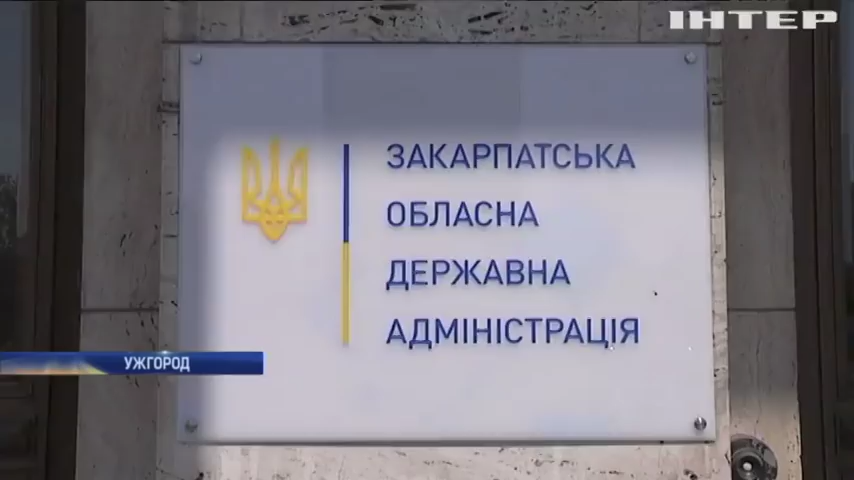 ІНТЕР
ЗАКАРПАТСЬКА
ОБЛАСНА
ДЕРЖАВНА
АДМІНІСТРАЦІЯ
УЖГОРОД